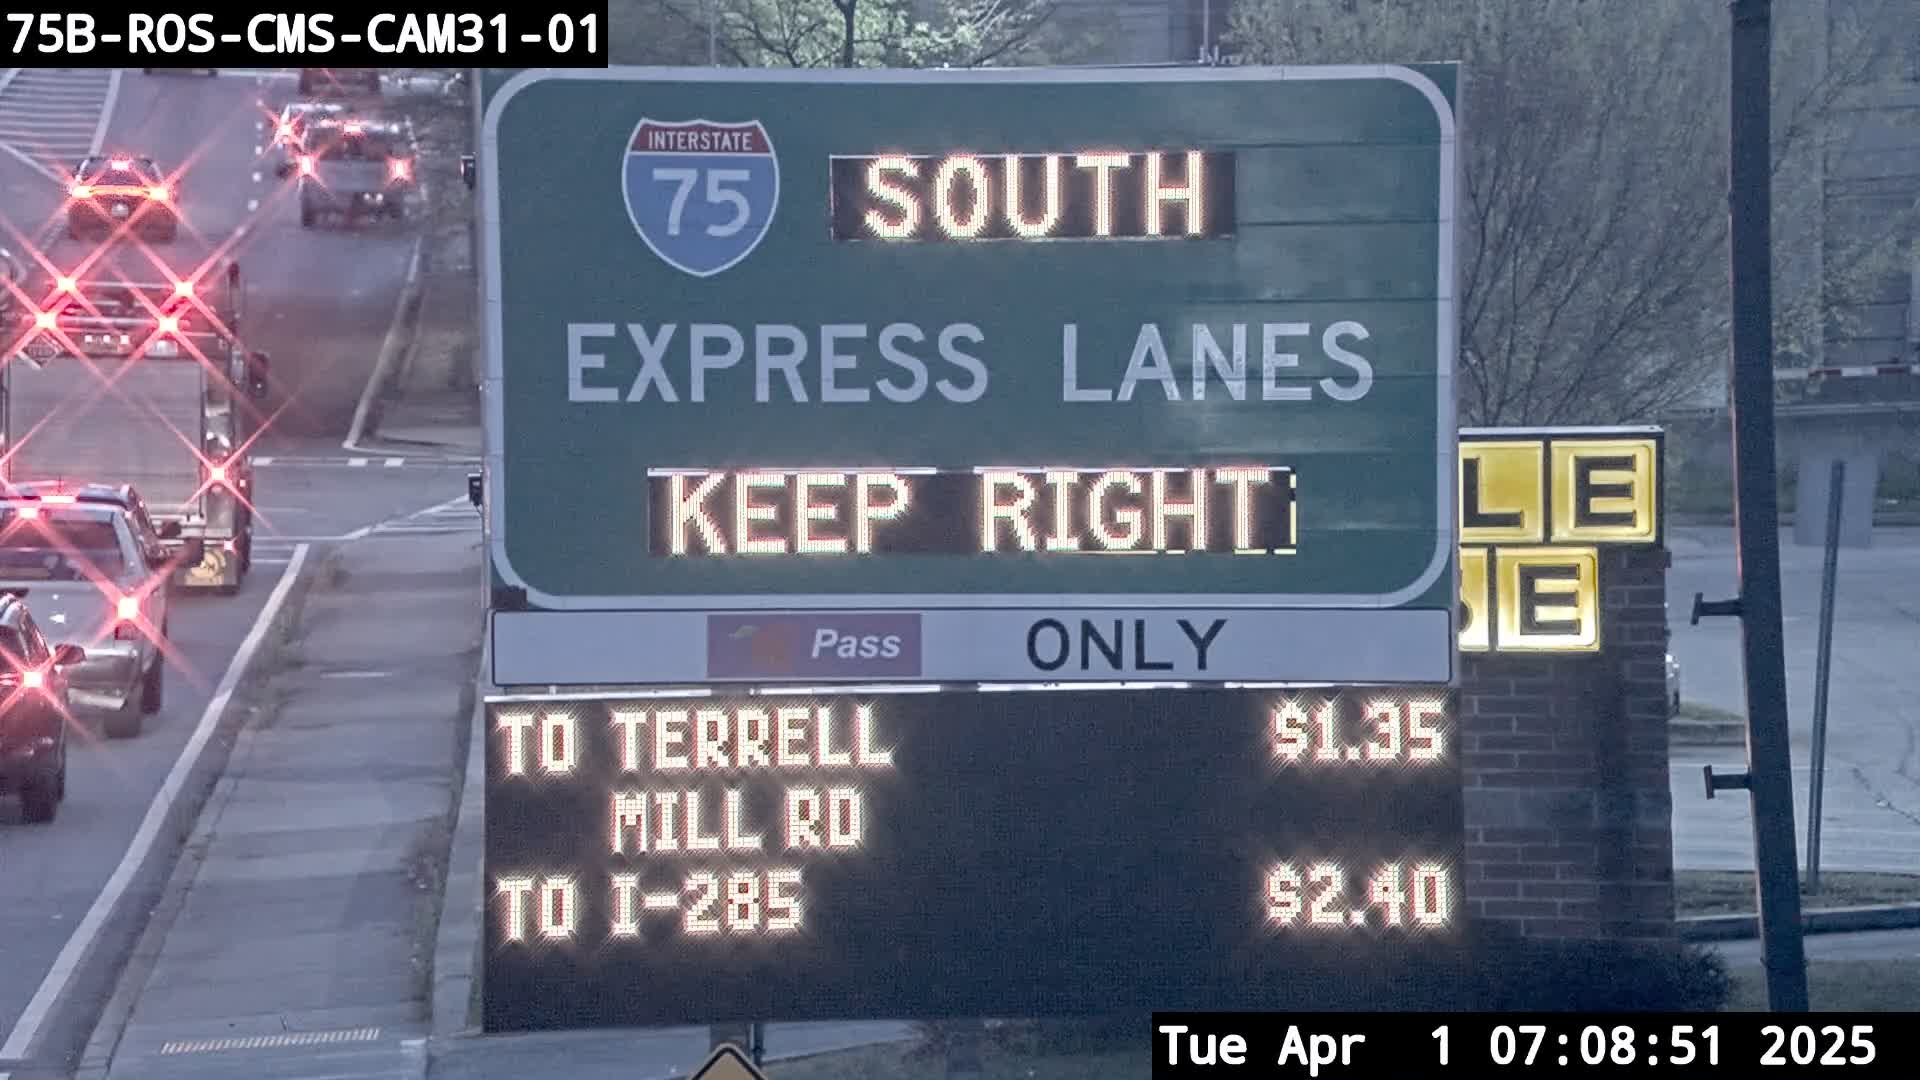 75B-ROS-CMS-CAM31-01
INTERSTATE
75
SOUTH
EXPRESS LANES
KEEP RIGHT
Pass ONLY
TO TERRELL $1.35
MILL RD
TO I-285 $2.40
LE
E
Tue Apr 1 07:08:51 2025